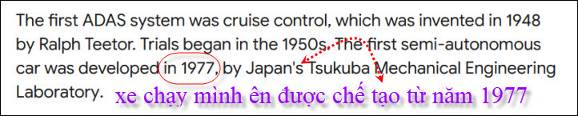 The first ADAS system was cruise control, which was invented in 1948
by Ralph Teetor. Trials began in the 1950s. The first semi-autonomous
car was developed in 1977, by Japan's Tsukuba Mechanical Engineering
Laboratory.
xe chạy mình ên được chế tạo từ năm 1977